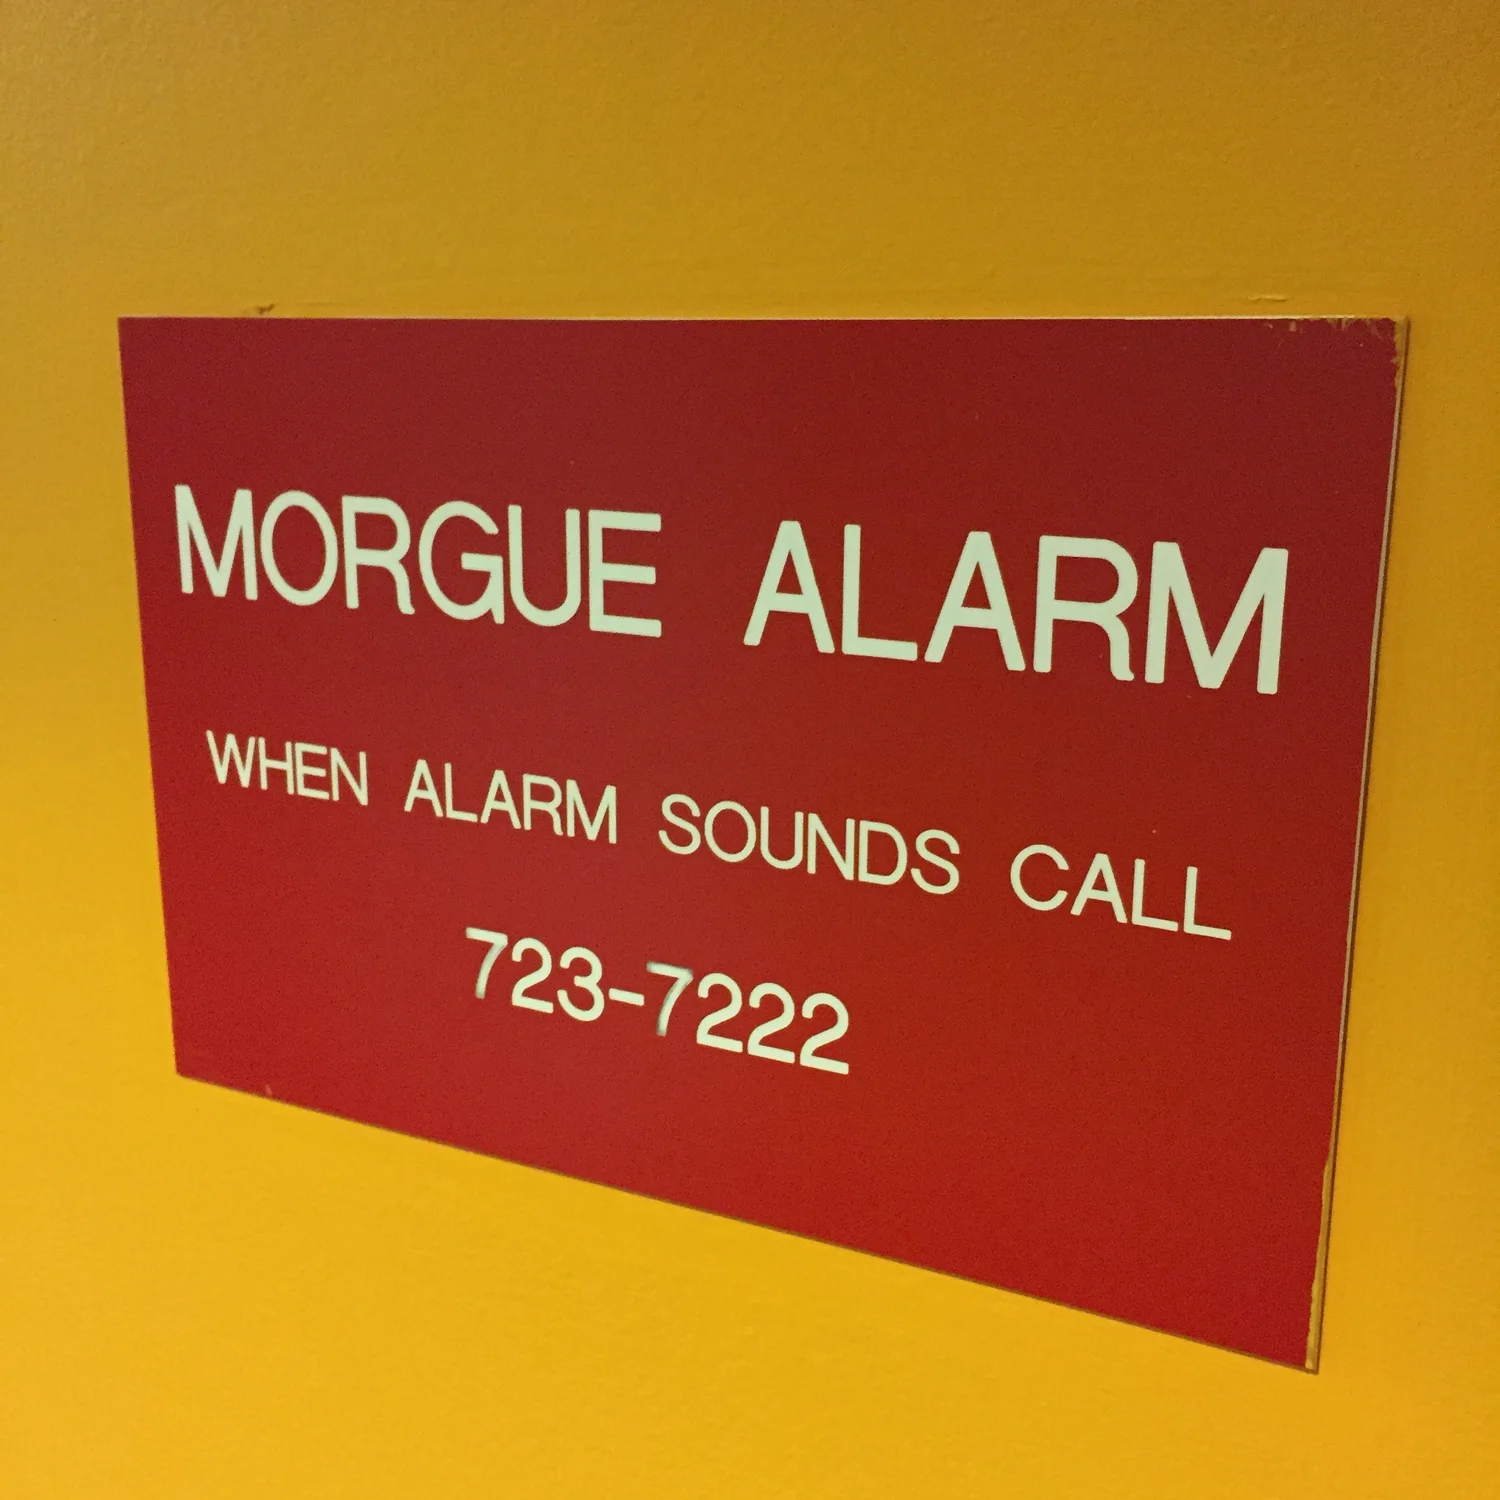 MORGUE ALARM
WHEN ALARM SOUNDS CALL
723-7222